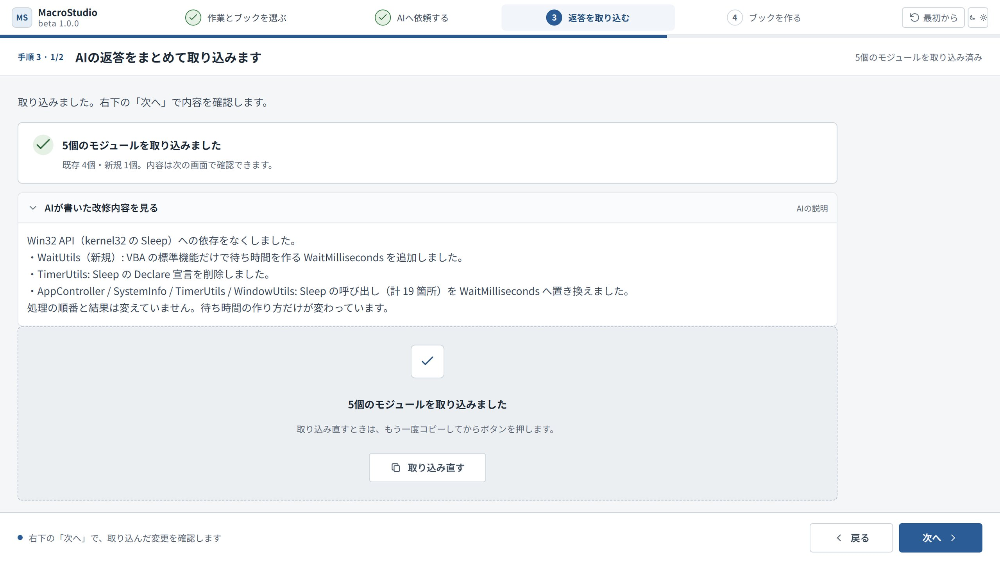 MS
MacroStudio
beta 1.0.0
作業とブックを選ぶ
AIへ依頼する
3 返答を取り込む
4 ブックを作る
最初から
手順 3・1/2
AIの返答をまとめて取り込みます
5個のモジュールを取り込み済み
取り込みました。右下の「次へ」で内容を確認します。
5個のモジュールを取り込みました
既存 4個・新規 1個。内容は次の画面で確認できます。
AIが書いた改修内容を見る
AIの説明
Win32 API（kernel32 の Sleep）への依存をなくしました。
・WaitUtils（新規）: VBA の標準機能だけで待ち時間を作る WaitMilliseconds を追加しました。
・TimerUtils: Sleep の Declare 宣言を削除しました。
・AppController / SystemInfo / TimerUtils / WindowUtils: Sleep の呼び出し（計 19 箇所）を WaitMilliseconds へ置き換えました。
処理の順番と結果は変えていません。待ち時間の作り方だけが変わっています。
5個のモジュールを取り込みました
取り込み直すときは、もう一度コピーしてからボタンを押します。
取り込み直す
右下の「次へ」で、取り込んだ変更を確認します
戻る
次へ